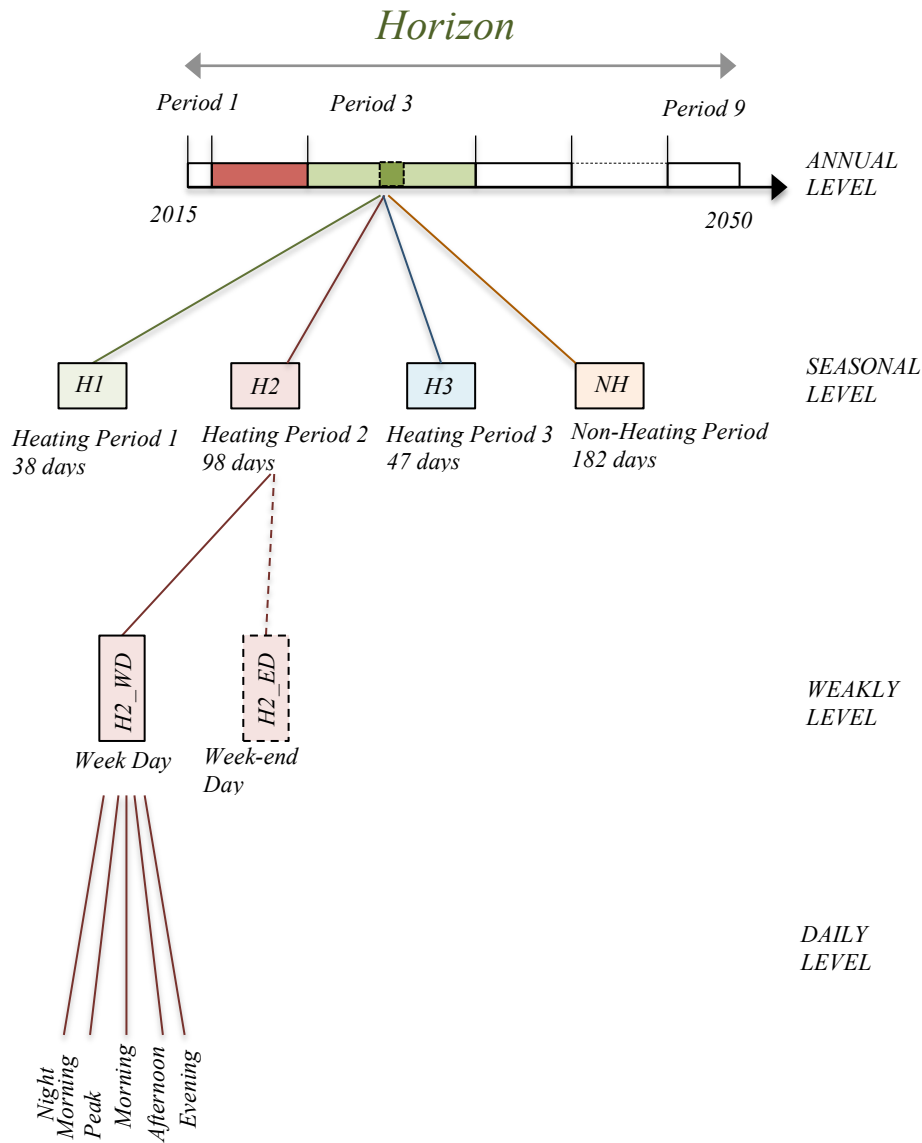 Horizon
Period 1
Period 3
Period 9
ANNUAL
LEVEL
2015
2050
H1
H2
H3
NH
SEASONAL
LEVEL
Heating Period 1
38 days
Heating Period 2
98 days
Heating Period 3
47 days
Non-Heating Period
182 days
H2_WD
H2_ED
WEAKLY
LEVEL
Week Day
Week-end
Day
DAILY
LEVEL
Night
Morning
Peak
Morning
Afternoon
Evening